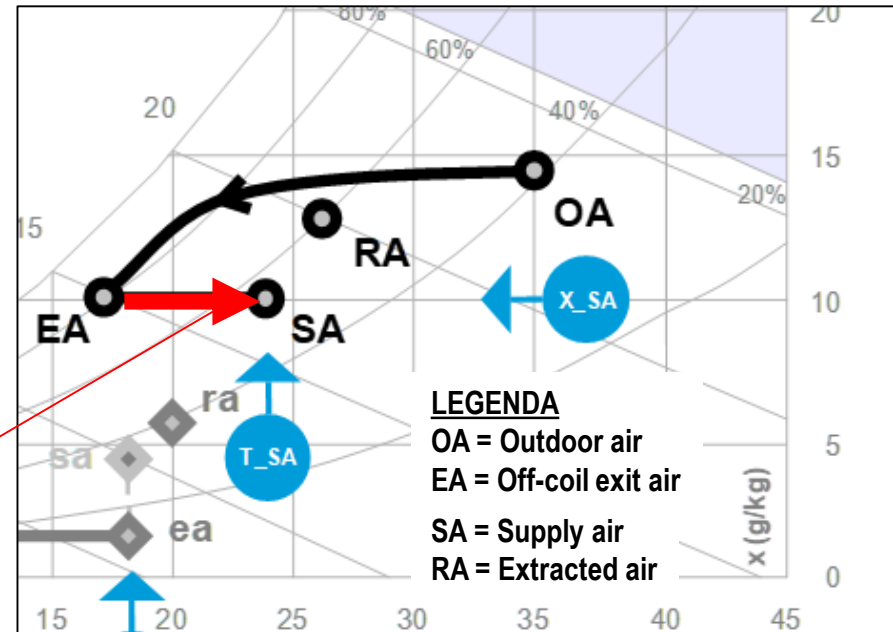 80%
20
60%
20
40%
15
20%
OA
RA
15
X_SA
10
EA
SA
ra
LEGENDA
OA = Outdoor air
sa
T_SA
5
EA = Off-coil exit air
ea
SA = Supply air
x (g/kg)
RA = Extracted air
0
15 20 25 30 35 40 45